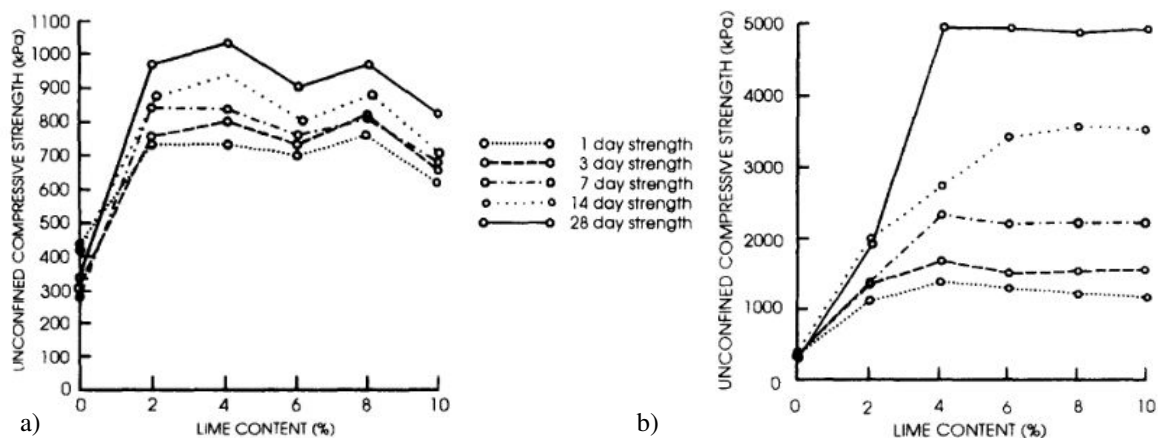 UNCONFINED COMPRESSIVE STRENGTH (kPa)
1100
1000
900
800
700
600
500
400
300
200
100
0
0 2 4 6 8 10
LIME CONTENT (%)
a)
1 day strength
3 day strength
7 day strength
14 day strength
28 day strength
UNCONFINED COMPRESSIVE STRENGTH (kPa)
5000
4000
3000
2000
1000
0
0 2 4 6 8 10
LIME CONTENT (%)
b)